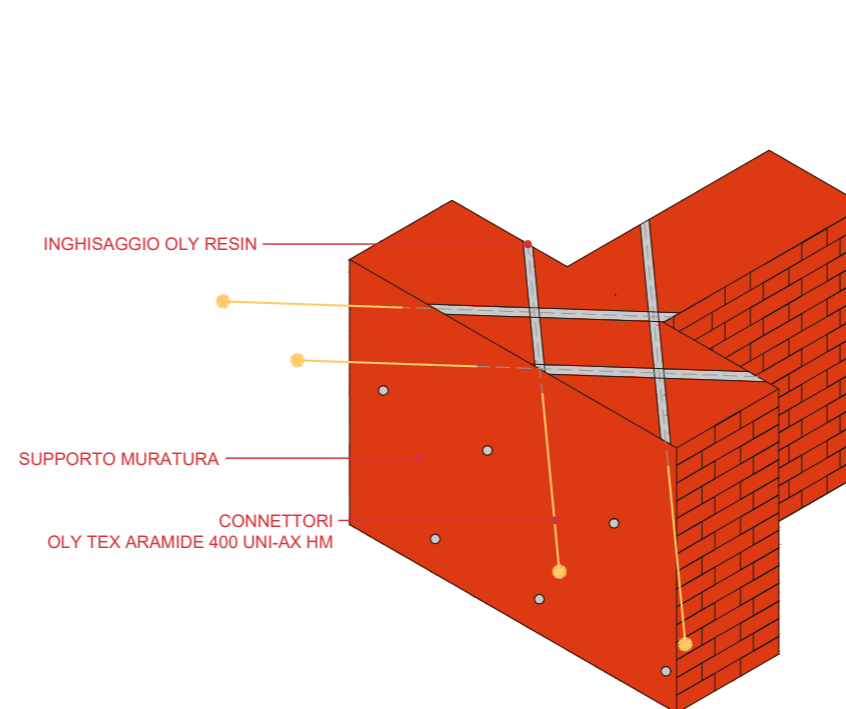 INGHISAGGIO OLY RESIN
SUPPORTO MURATURA
CONNETTORI
OLY TEX ARAMIDE 400 UNI-AX HM